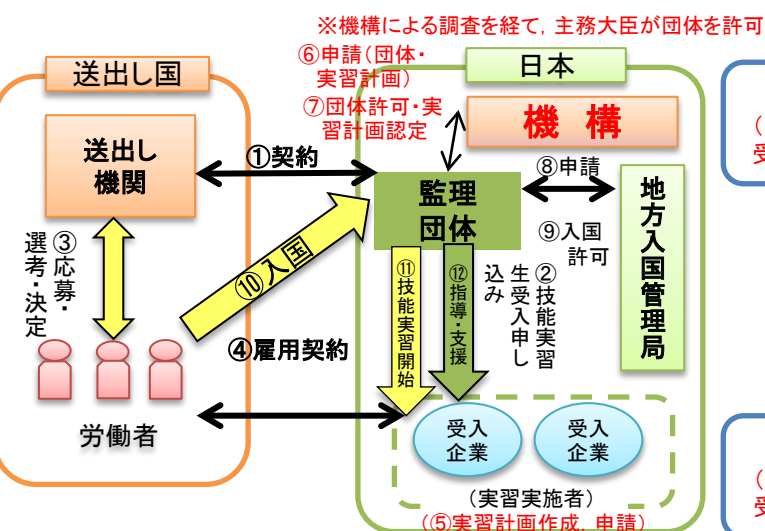 ※機構による調査を経て，主務大臣が団体を許可
⑥申請（団体・
実習計画）
⑦団体許可・実
習計画認定
送出し国
日本
機　構
送出し
機関
①契約
監理
団体
⑧申請
⑨入国
許可
地方入国管理局
③応募・
選考・決定
⑩入国
④雇用契約
⑪技能実習開始
⑫指導・支援
②技能実習
生受入申し
込み
労働者
受入
企業
受入
企業
（実習実施者）
（⑤実習計画作成，申請）
（
受
（
受